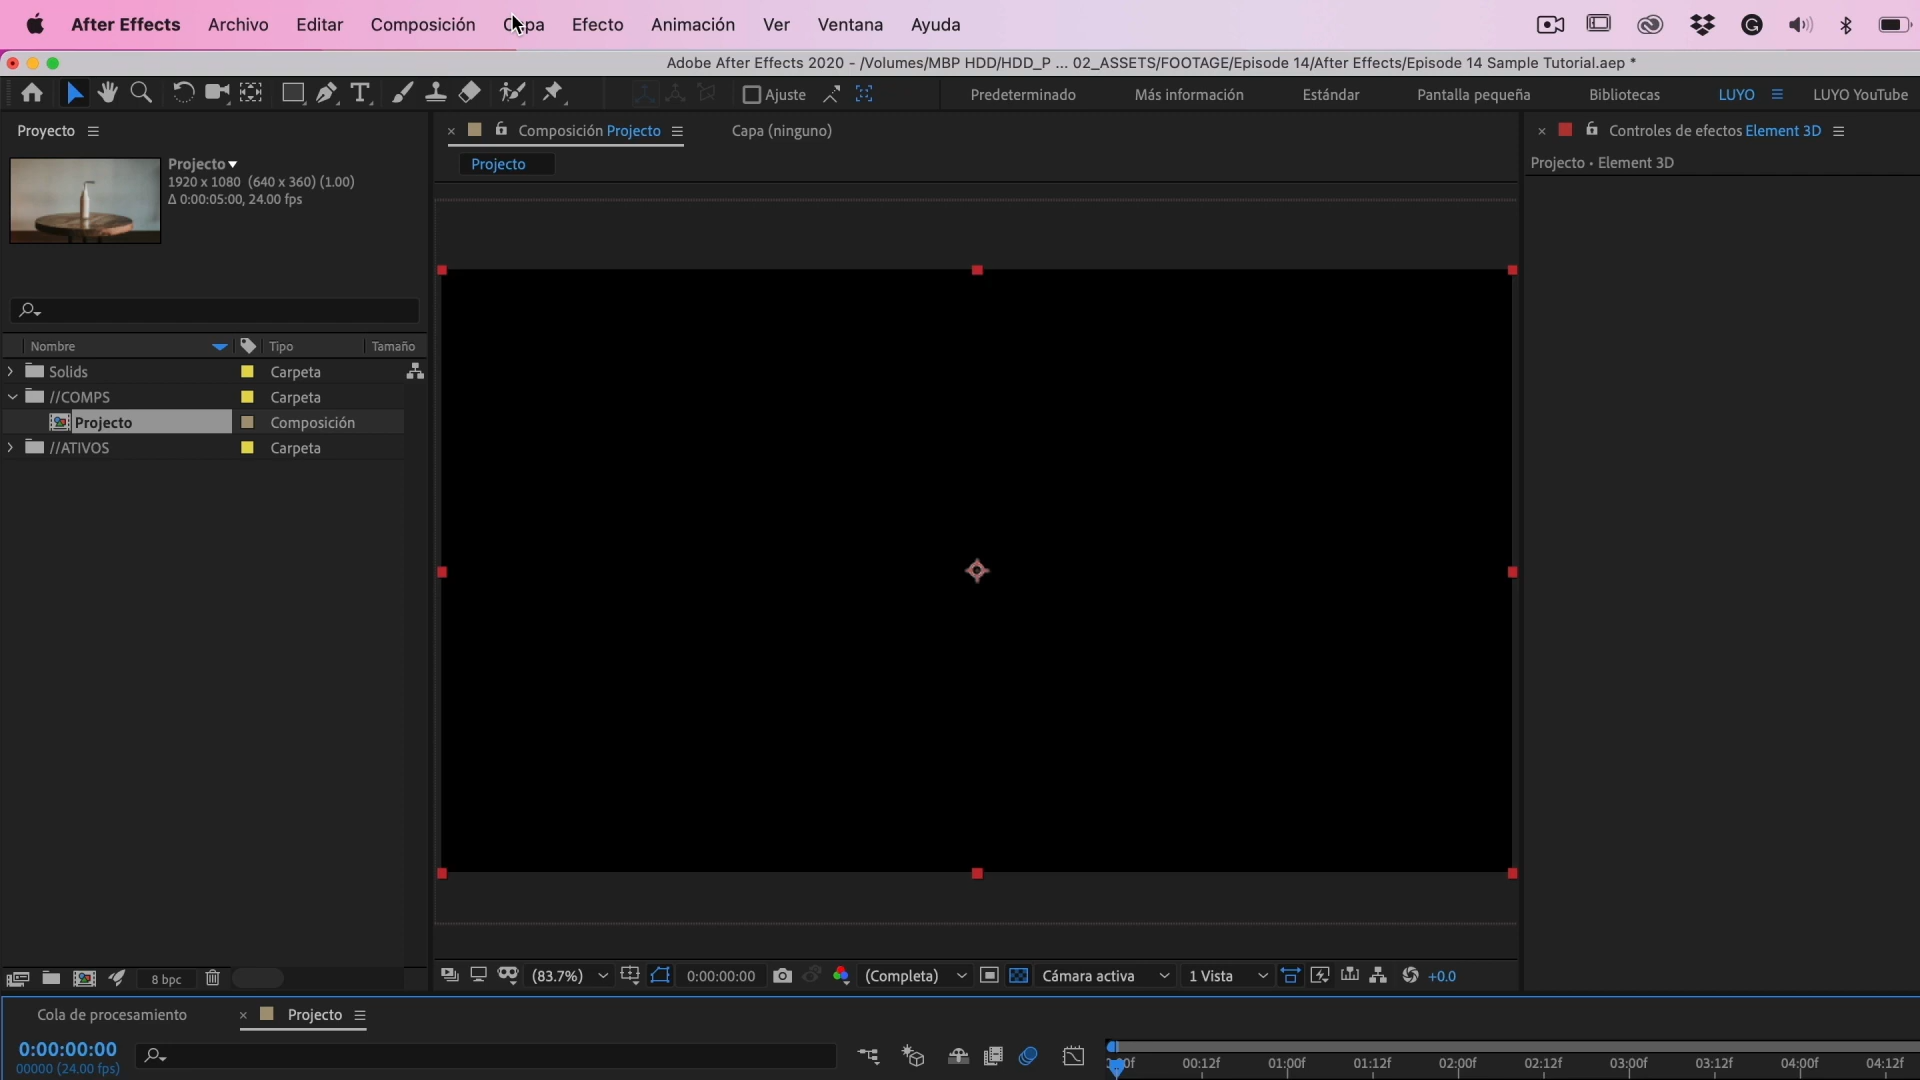 After Effects Archivo Editar Composición Capa Efecto Animación Ver Ventana Ayuda
Adobe After Effects 2020 - /Volumes/MBP HDD/HDD_P ... 02_ASSETS/FOOTAGE/Episode 14/After Effects/Episode 14 Sample Tutorial.aep *
Ajuste Predeterminado Más información Estándar Pantalla pequeña Bibliotecas LUYO LUYO YouTube
Proyecto
Composición Projecto Capa (ninguno)
Controles de efectos Element 3D
Projecto
1920 x 1080 (640 x 360) (1.00)
Δ 0:00:05:00, 24.00 fps
Projecto
Projecto • Element 3D
Nombre Tipo Tamaño
Solids Carpeta
//COMPS Carpeta
Projecto Composición
//ATIVOS Carpeta
8 bpc
(83.7%) 0:00:00:00 (Completa) Cámara activa 1 Vista +0.0
Cola de procesamiento Projecto
0:00:00:00
00000 (24.00 fps)
00:12f 01:00f 01:12f 02:00f 02:12f 03:00f 03:12f 04:00f 04:12f